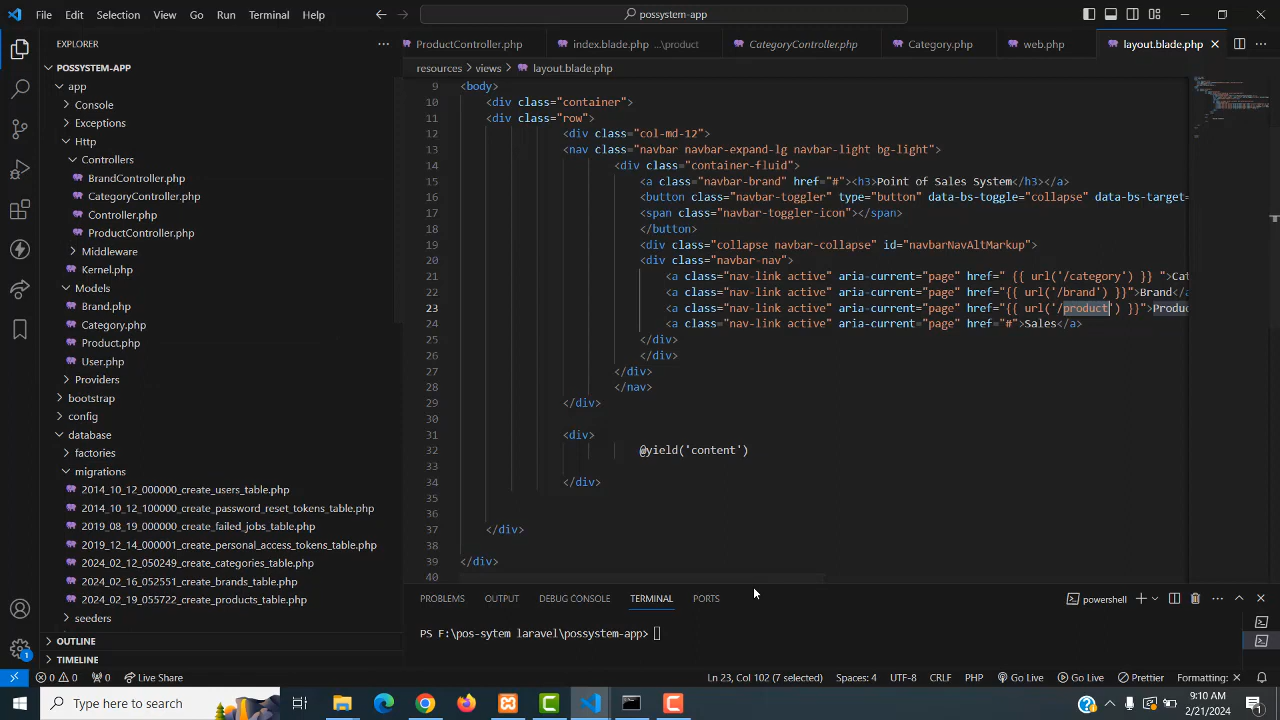 File Edit Selection View Go Run Terminal Help
possystem-app
EXPLORER
ProductController.php
index.blade.php ...\product
CategoryController.php
Category.php
web.php
layout.blade.php
resources > views > layout.blade.php
POSSYSTEM-APP
app
Console
Exceptions
Http
Controllers
BrandController.php
CategoryController.php
Controller.php
ProductController.php
Middleware
Kernel.php
Models
Brand.php
Category.php
Product.php
User.php
Providers
bootstrap
config
database
factories
migrations
2014_10_12_000000_create_users_table.php
2014_10_12_100000_create_password_reset_tokens_table.php
2019_08_19_000000_create_failed_jobs_table.php
2019_12_14_000001_create_personal_access_tokens_table.php
2024_02_12_050249_create_categories_table.php
2024_02_16_052551_create_brands_table.php
2024_02_19_055722_create_products_table.php
seeders
OUTLINE
TIMELINE
9 <body>
10 <div class="container">
11 <div class="row">
12 <div class="col-md-12">
13 <nav class="navbar navbar-expand-lg navbar-light bg-light">
14 <div class="container-fluid">
15 <a class="navbar-brand" href="#"><h3>Point of Sales System</h3></a>
16 <button class="navbar-toggler" type="button" data-bs-toggle="collapse" data-bs-target=
17 <span class="navbar-toggler-icon"></span>
18 </button>
19 <div class="collapse navbar-collapse" id="navbarNavAltMarkup">
20 <div class="navbar-nav">
21 <a class="nav-link active" aria-current="page" href=" {{ url('/category') }} ">Cat
22 <a class="nav-link active" aria-current="page" href="{{ url('/brand') }}">Brand</a
23 <a class="nav-link active" aria-current="page" href="{{ url('/product') }}">Produc
24 <a class="nav-link active" aria-current="page" href="#">Sales</a>
25 </div>
26 </div>
27 </div>
28 </nav>
29 </div>
30
31 <div>
32 @yield('content')
33
34 </div>
35
36
37 </div>
38
39 </div>
40
PROBLEMS OUTPUT DEBUG CONSOLE TERMINAL PORTS
powershell
PS F:\pos-sytem laravel\possystem-app>
1
0 0 0 Live Share
Ln 23, Col 102 (7 selected) Spaces: 4 UTF-8 CRLF PHP Go Live Go Live Prettier Formatting: ×
Type here to search
9:10 AM
2/21/2024